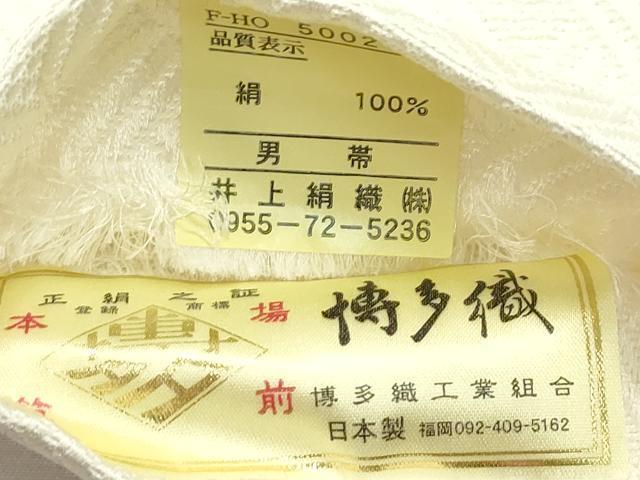 F-HO 5002
品質表示
絹 100%
男 帯
井上絹織㈱
0955-72-5236
正絹之証
登録 商標
本場
筑前
博多織
博多織工業組合
日本製 福岡092-409-5162